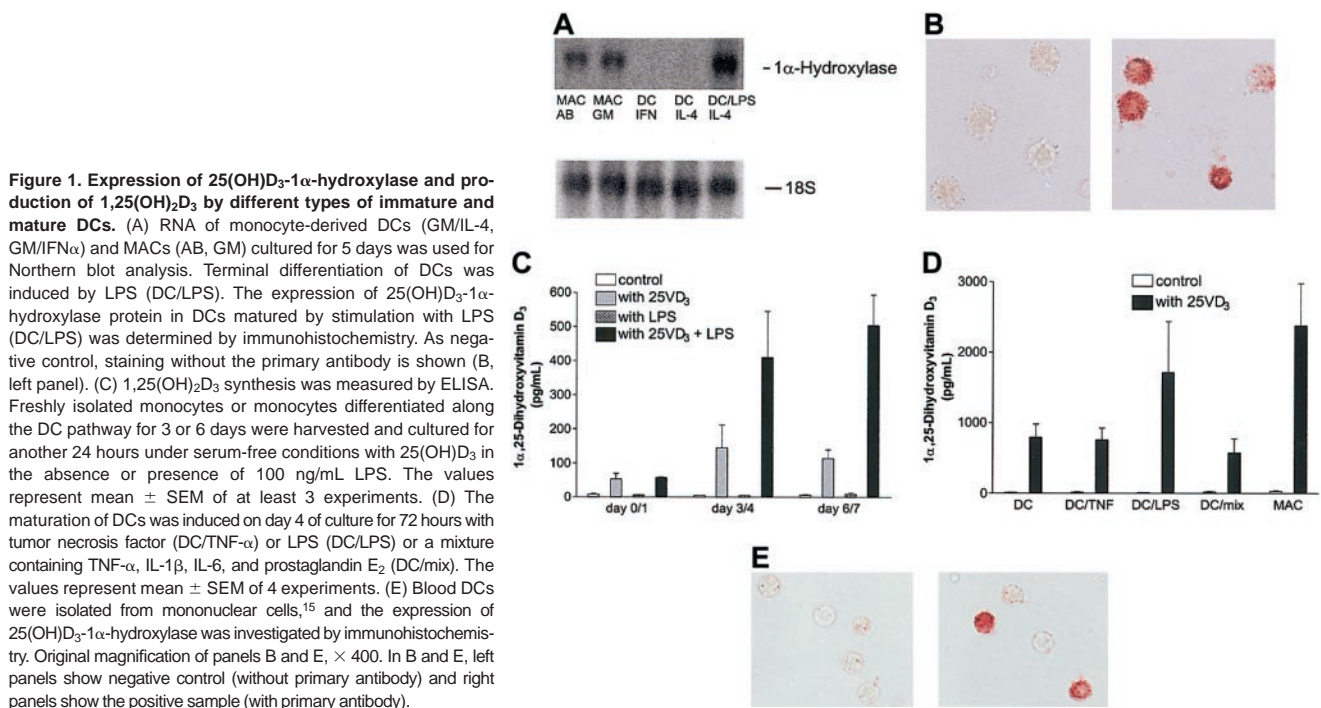 Figure 1. Expression of 25(OH)D₃-1α-hydroxylase and pro-
duction of 1,25(OH)₂D₃ by different types of immature and
mature DCs. (A) RNA of monocyte-derived DCs (GM/IL-4,
GM/IFNα) and MACs (AB, GM) cultured for 5 days was used for
Northern blot analysis. Terminal differentiation of DCs was
induced by LPS (DC/LPS). The expression of 25(OH)D₃-1α-
hydroxylase protein in DCs matured by stimulation with LPS
(DC/LPS) was determined by immunohistochemistry. As neg-
ative control, staining without the primary antibody is shown (B,
left panel). (C) 1,25(OH)₂D₃ synthesis was measured by ELISA.
Freshly isolated monocytes or monocytes differentiated along
the DC pathway for 3 or 6 days were harvested and cultured for
another 24 hours under serum-free conditions with 25(OH)D₃ in
the absence or presence of 100 ng/mL LPS. The values
represent mean ± SEM of at least 3 experiments. (D) The
maturation of DCs was induced on day 4 of culture for 72 hours with
tumor necrosis factor (DC/TNF-α) or LPS (DC/LPS) or a mixture
containing TNF-α, IL-1β, IL-6, and prostaglandin E₂ (DC/mix). The
values represent mean ± SEM of 4 experiments. (E) Blood DCs
were isolated from mononuclear cells,¹⁵ and the expression of
25(OH)D₃-1α-hydroxylase was investigated by immunohistochemis-
try. Original magnification of panels B and E, × 400. In B and E, left
panels show negative control (without primary antibody) and right
panels show the positive sample (with primary antibody).
A
- 1α-Hydroxylase
MAC MAC DC DC DC/LPS
AB GM IFN IL-4 IL-4
— 18S
B
C
control
with 25VD₃
with LPS
with 25VD₃ + LPS
1α,25-Dihydroxyvitamin D₃
(pg/mL)
600
500
400
300
200
100
0
day 0/1 day 3/4 day 6/7
D
control
with 25VD₃
1α,25-Dihydroxyvitamin D₃
(pg/mL)
3000
2000
1000
0
DC DC/TNF DC/LPS DC/mix MAC
E